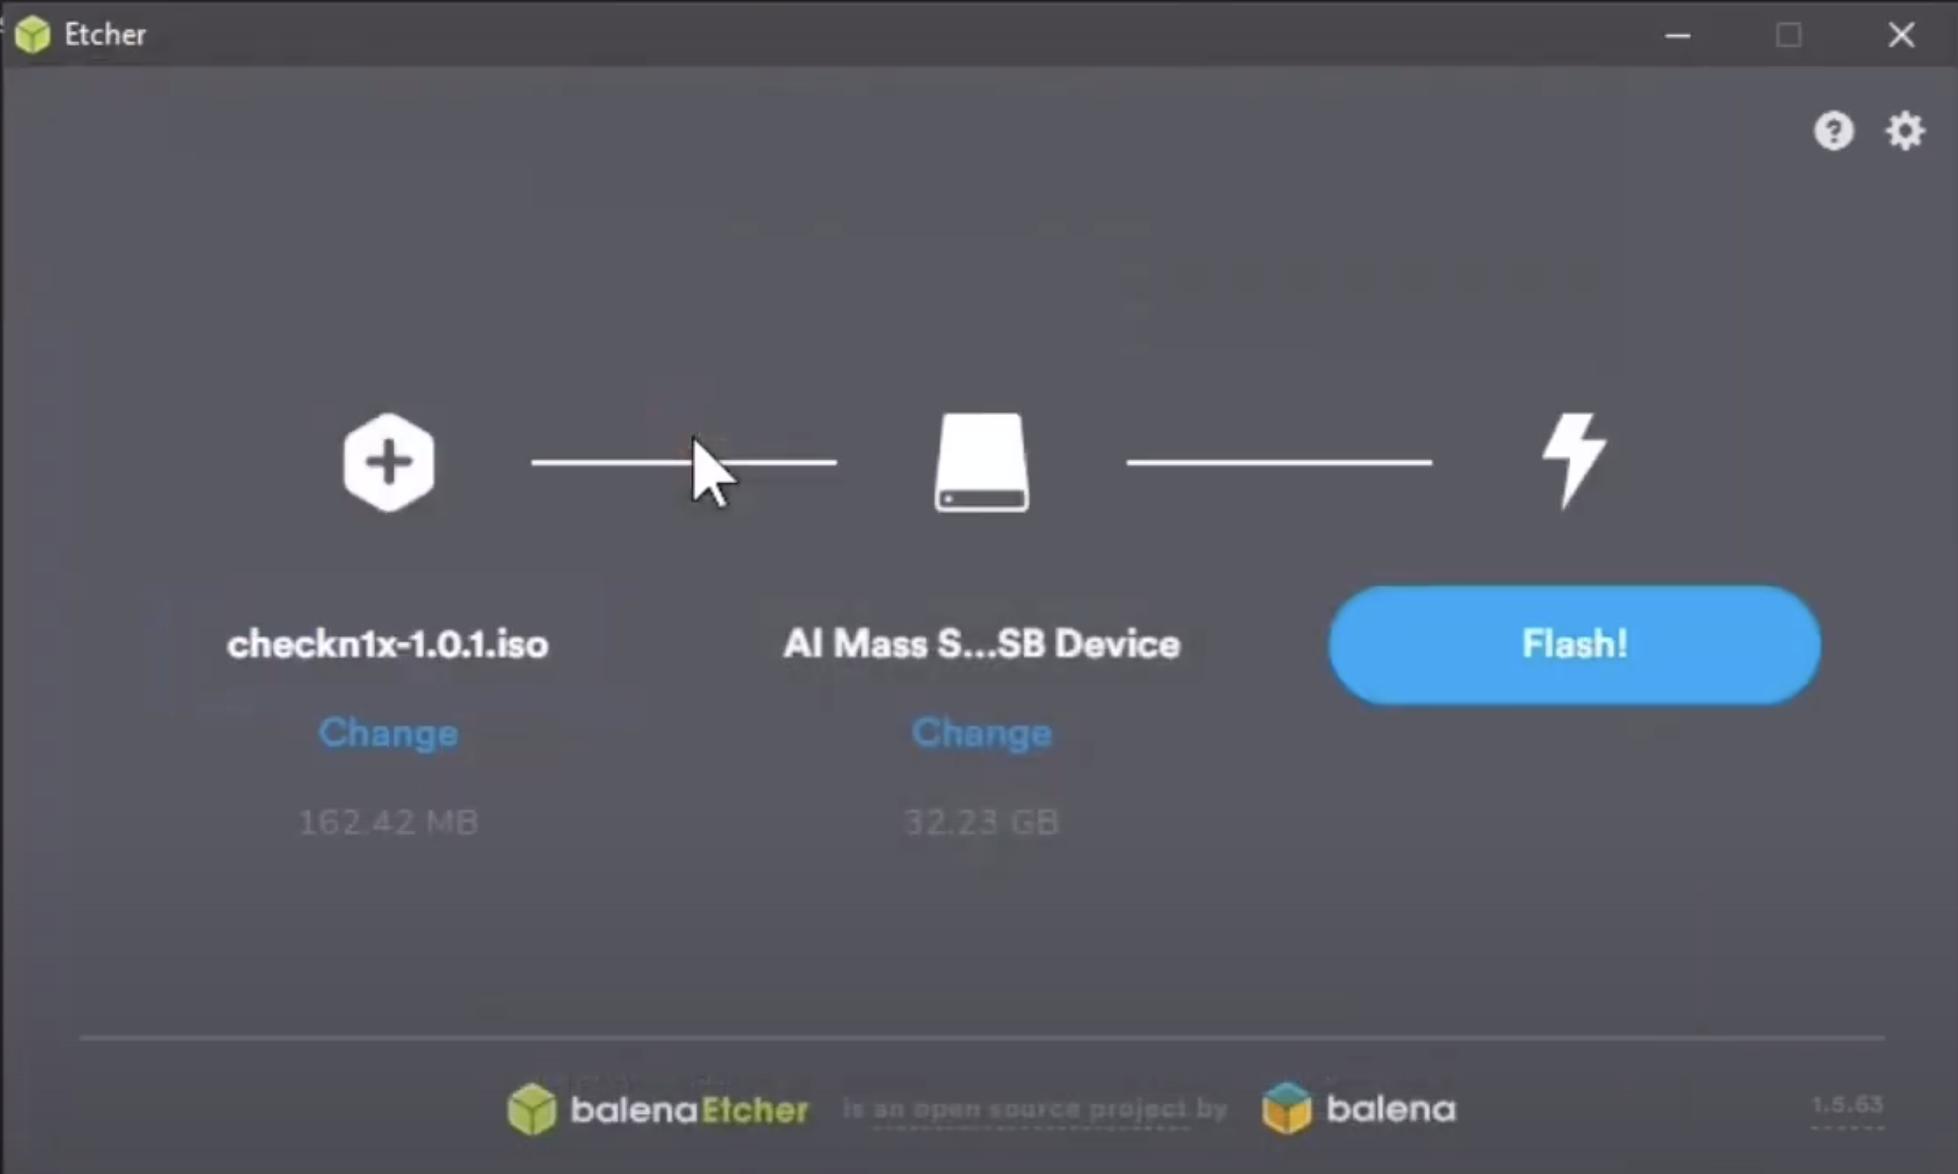 Etcher
checkn1x-1.0.1.iso
Change
162.42 MB
AI Mass S...SB Device
Change
32.23 GB
Flash!
balenaEtcher is an open source project by balena
1.5.63